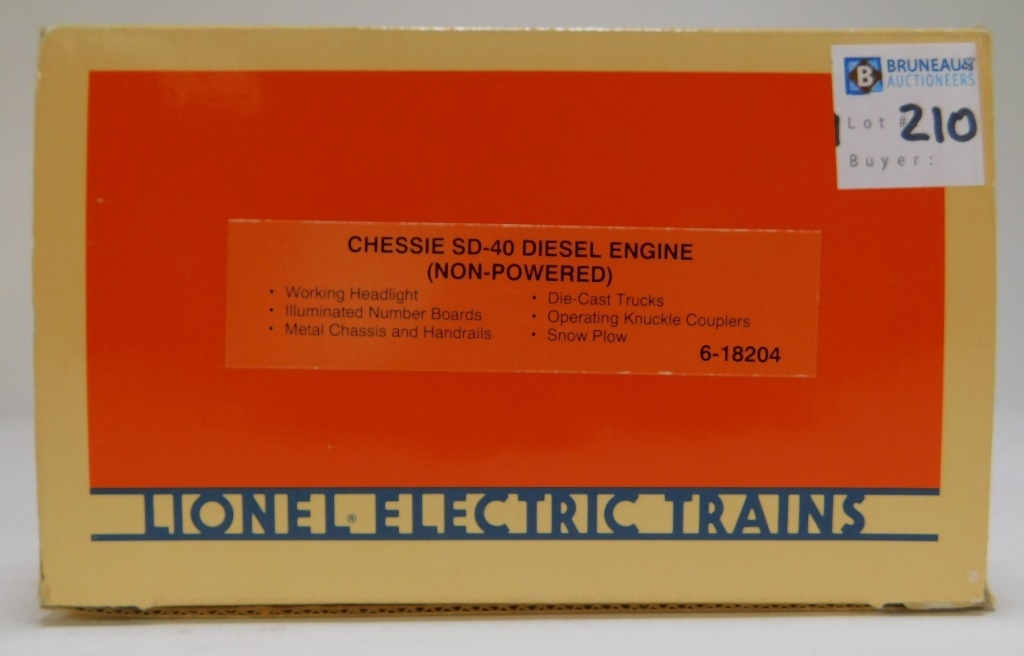 BRUNEAU &
AUCTIONEERS
B
Lot # 210
Buyer:
CHESSIE SD-40 DIESEL ENGINE
(NON-POWERED)
• Working Headlight
• Illuminated Number Boards
• Metal Chassis and Handrails
• Die-Cast Trucks
• Operating Knuckle Couplers
• Snow Plow
6-18204
LIONEL® ELECTRIC TRAINS